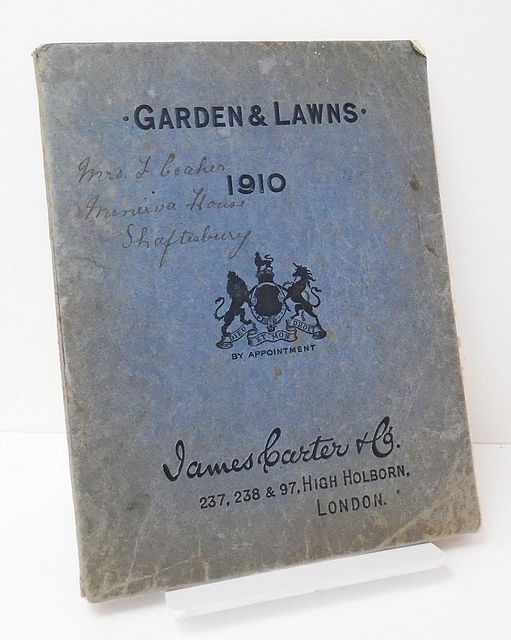 ·GARDEN & LAWNS·
Mrs. J Coaker
1910
Minerva House
Shaftesbury
DIEU ET MON DROIT
BY APPOINTMENT
James Carter & Co.
237, 238 & 97, HIGH HOLBORN,
LONDON.